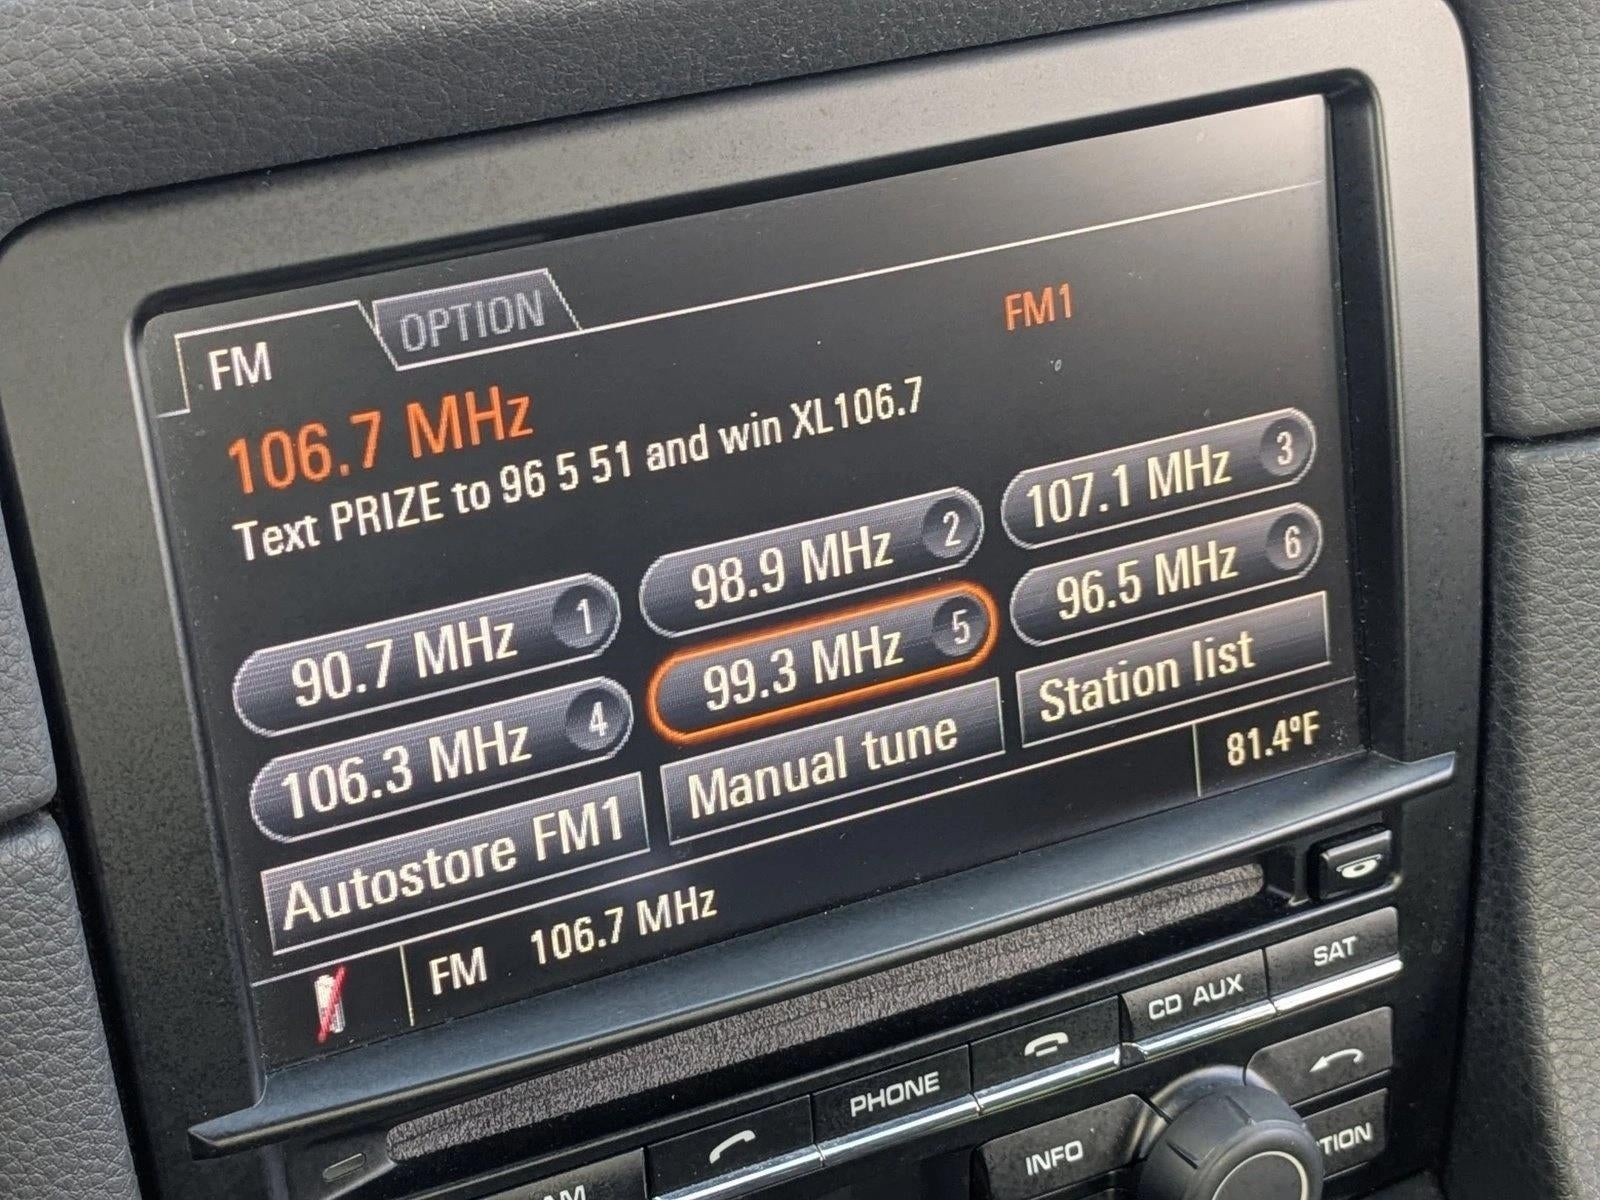 FM OPTION
FM1
106.7 MHz
Text PRIZE to 96 5 51 and win XL106.7
90.7 MHz 1
98.9 MHz 2
107.1 MHz 3
106.3 MHz 4
99.3 MHz 5
96.5 MHz 6
Autostore FM1
Manual tune
Station list
FM 106.7 MHz
81.4ºF
PHONE
CD AUX
SAT
INFO